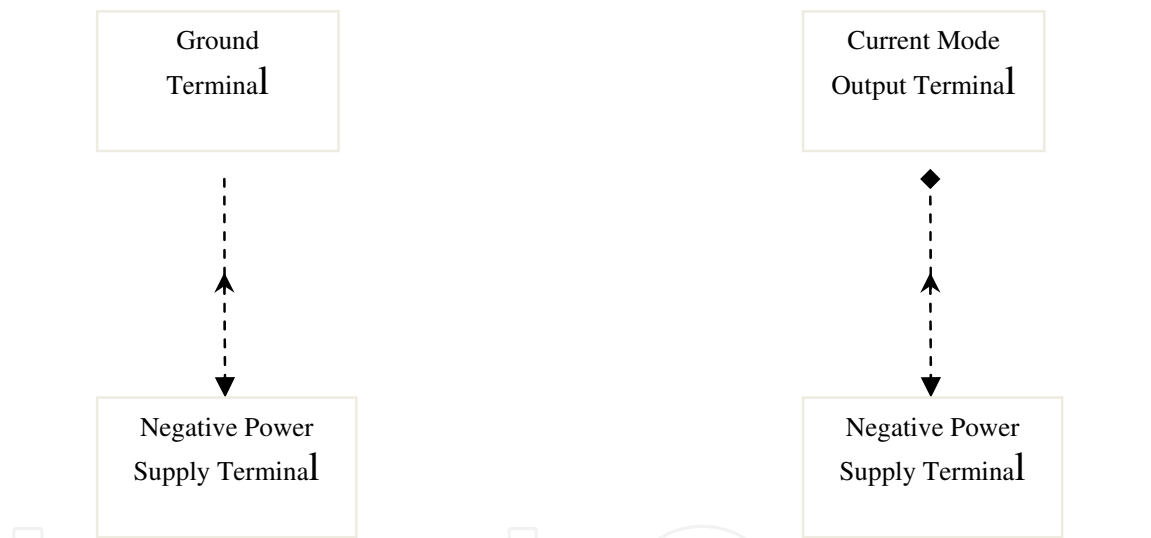 Ground
Terminal
Current Mode
Output Terminal
Negative Power
Supply Terminal
Negative Power
Supply Terminal